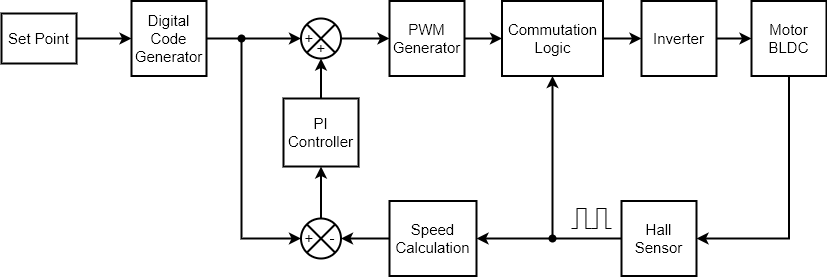 Set Point
Digital
Code
Generator
+
+
PWM
Generator
Commutation
Logic
Inverter
Motor
BLDC
PI
Controller
+
-
Speed
Calculation
Hall
Sensor